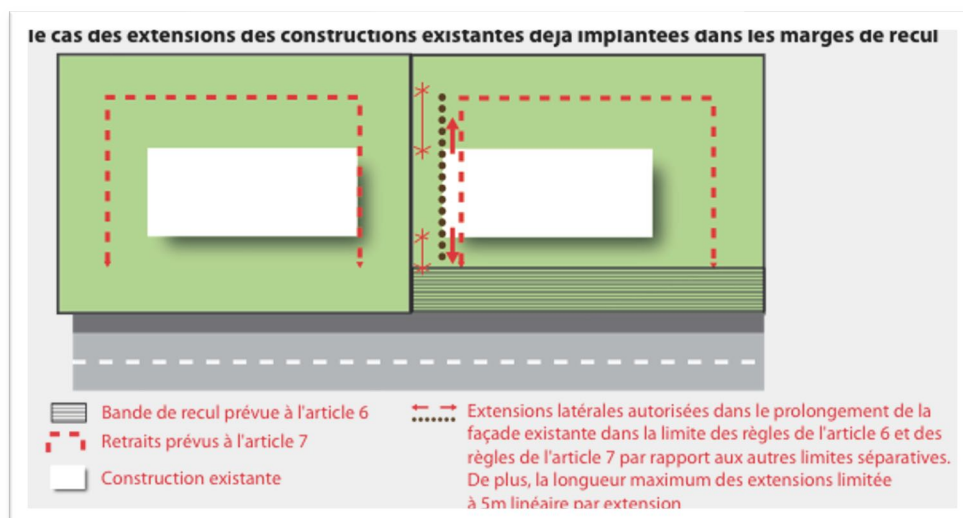 le cas des extensions des constructions existantes déjà implantées dans les marges de recul
Bande de recul prévue à l'article 6
Retraits prévus à l'article 7
Construction existante
Extensions latérales autorisées dans le prolongement de la
façade existante dans la limite des règles de l'article 6 et des
règles de l'article 7 par rapport aux autres limites séparatives.
De plus, la longueur maximum des extensions limitée
à 5m linéaire par extension